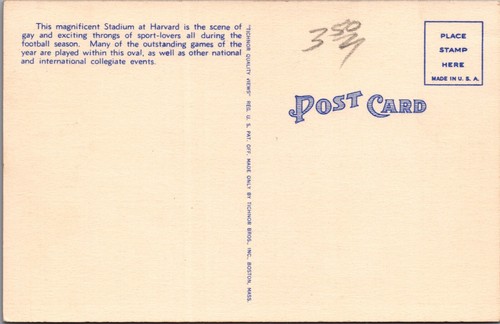 This magnificent Stadium at Harvard is the scene of
gay and exciting throngs of sport-lovers all during the
football season. Many of the outstanding games of the
year are played within this oval, as well as other national
and international collegiate events.
"TICHNOR QUALITY VIEWS" REG. U. S. PAT. OFF. MADE ONLY BY TICHNOR BROS., INC., BOSTON, MASS.
3 50
POST CARD
PLACE
STAMP
HERE
MADE IN U. S. A.